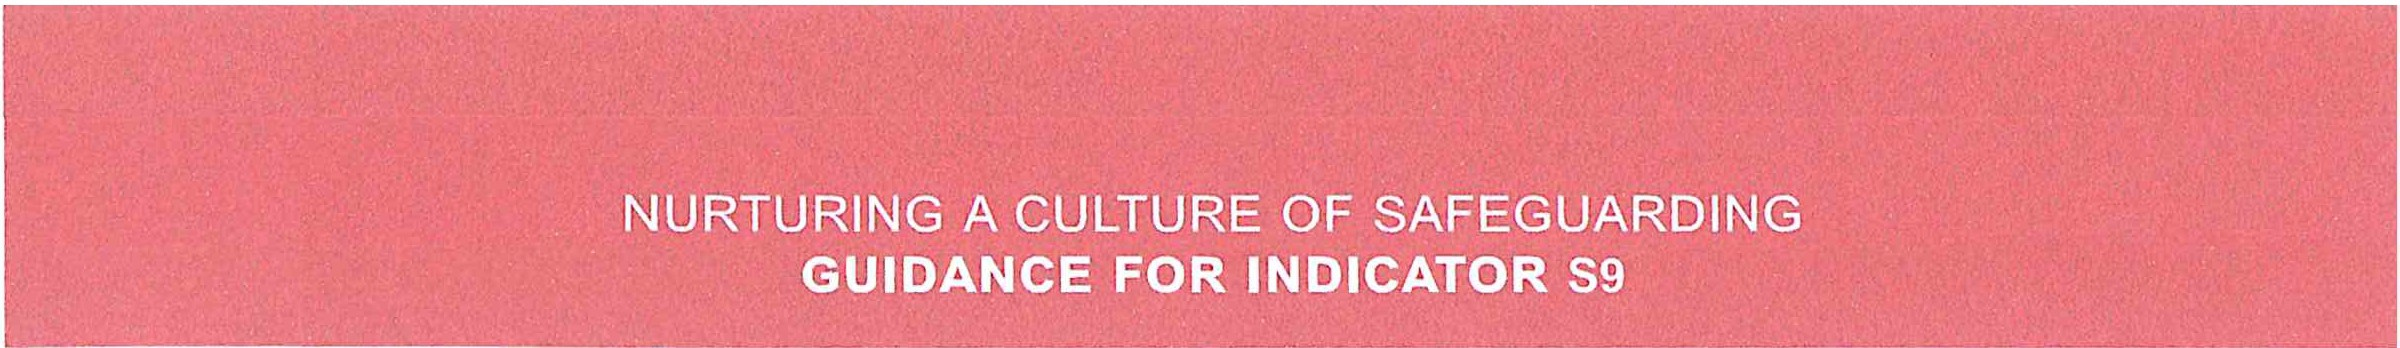 NURTURING A CULTURE OF SAFEGUARDING
GUIDANCE FOR INDICATOR S9